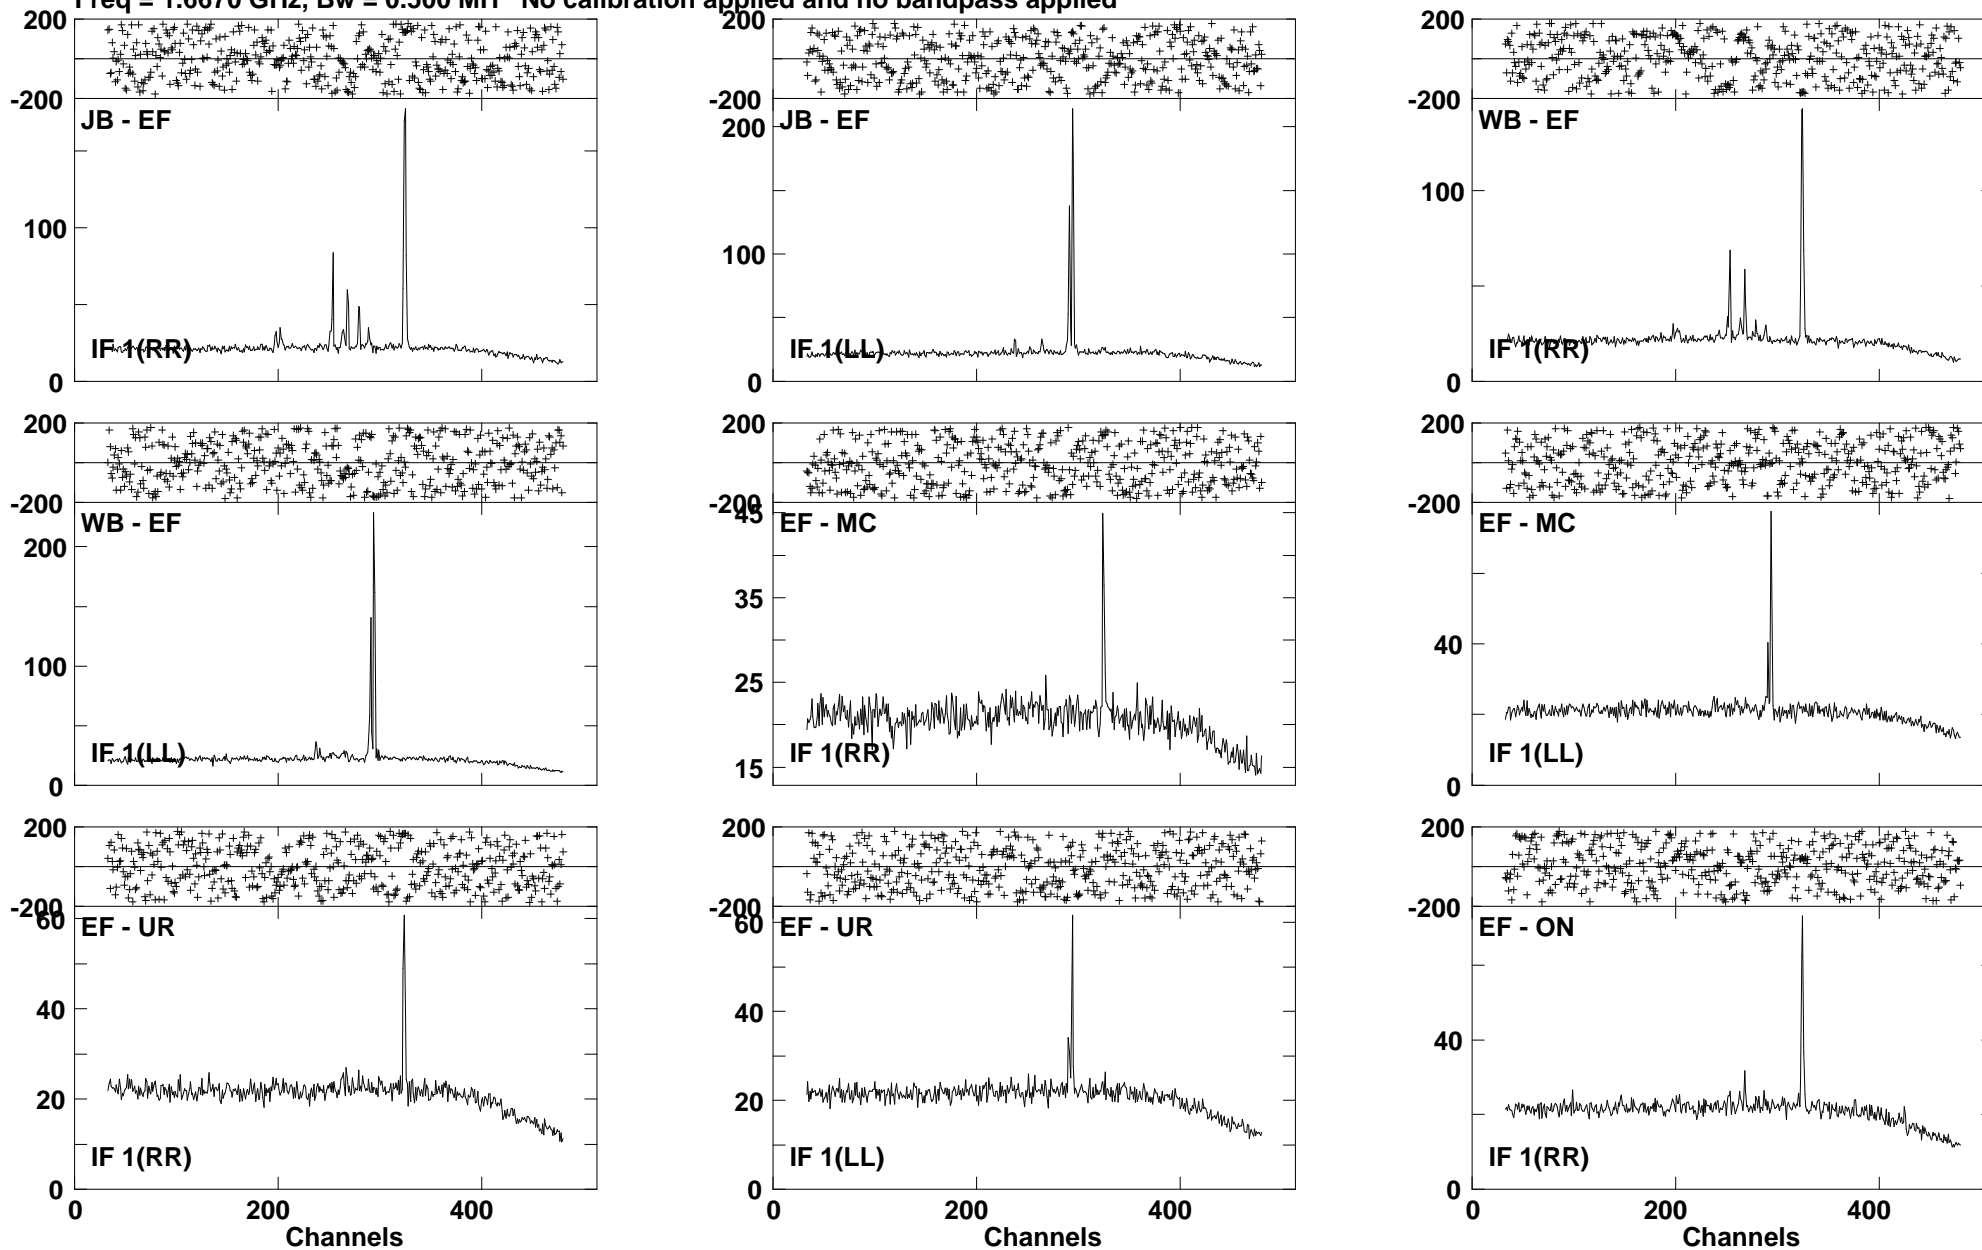 Freq = 1.6670 GHz, Bw = 0.500 MH No calibration applied and no bandpass applied
200 200 200
-200 -200 -200
JB - EF JB - EF WB - EF
200
100 100 100
IF 1(RR) IF 1(LL) IF 1(RR)
0 0 0
200 200 200
-200 -200 -200
WB - EF 45 EF - MC EF - MC
200
35
40
100
25
IF 1(LL) IF 1(RR) IF 1(LL)
15
0 0
200 200 200
-200 -200 -200
60 EF - UR 60 EF - UR EF - ON
40 40 40
20 20
IF 1(RR) IF 1(LL) IF 1(RR)
0 0 0
0 200 400 0 200 400 0 200 400
Channels Channels Channels